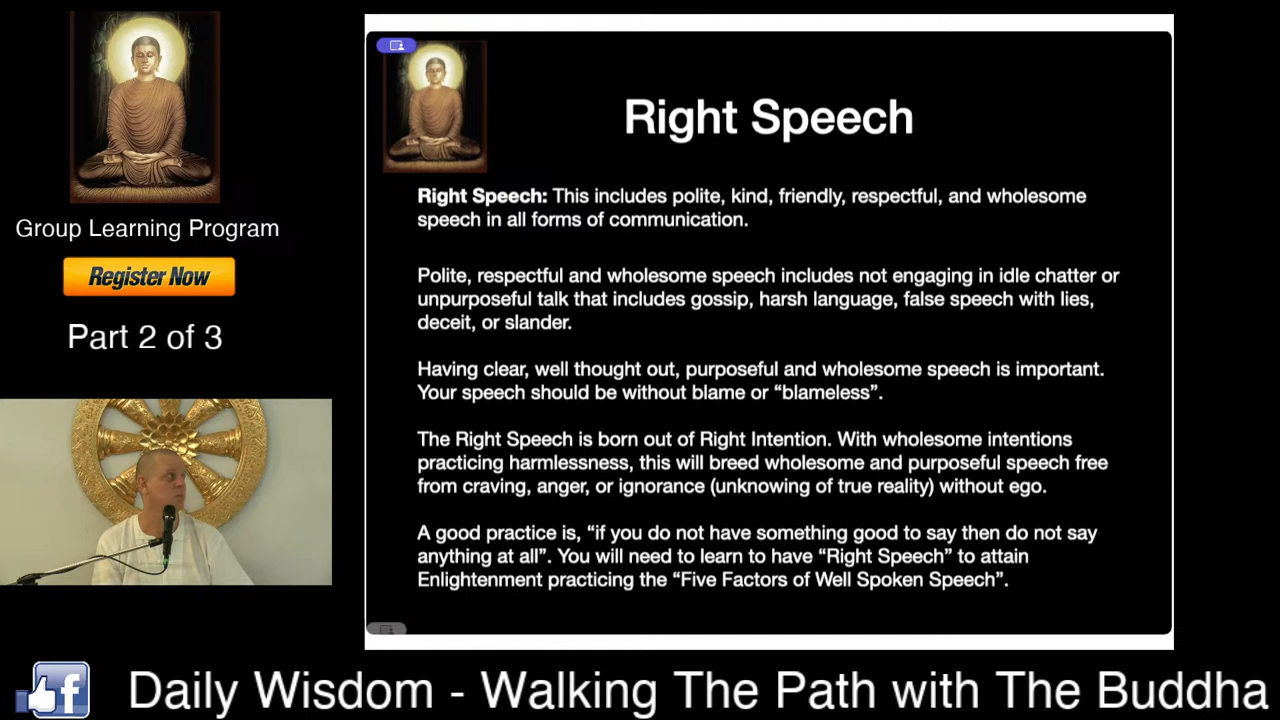 Group Learning Program
Register Now
Part 2 of 3
Right Speech
Right Speech: This includes polite, kind, friendly, respectful, and wholesome
speech in all forms of communication.
Polite, respectful and wholesome speech includes not engaging in idle chatter or
unpurposeful talk that includes gossip, harsh language, false speech with lies,
deceit, or slander.
Having clear, well thought out, purposeful and wholesome speech is important.
Your speech should be without blame or “blameless”.
The Right Speech is born out of Right Intention. With wholesome intentions
practicing harmlessness, this will breed wholesome and purposeful speech free
from craving, anger, or ignorance (unknowing of true reality) without ego.
A good practice is, “if you do not have something good to say then do not say
anything at all”. You will need to learn to have “Right Speech” to attain
Enlightenment practicing the “Five Factors of Well Spoken Speech”.
f Daily Wisdom - Walking The Path with The Buddha